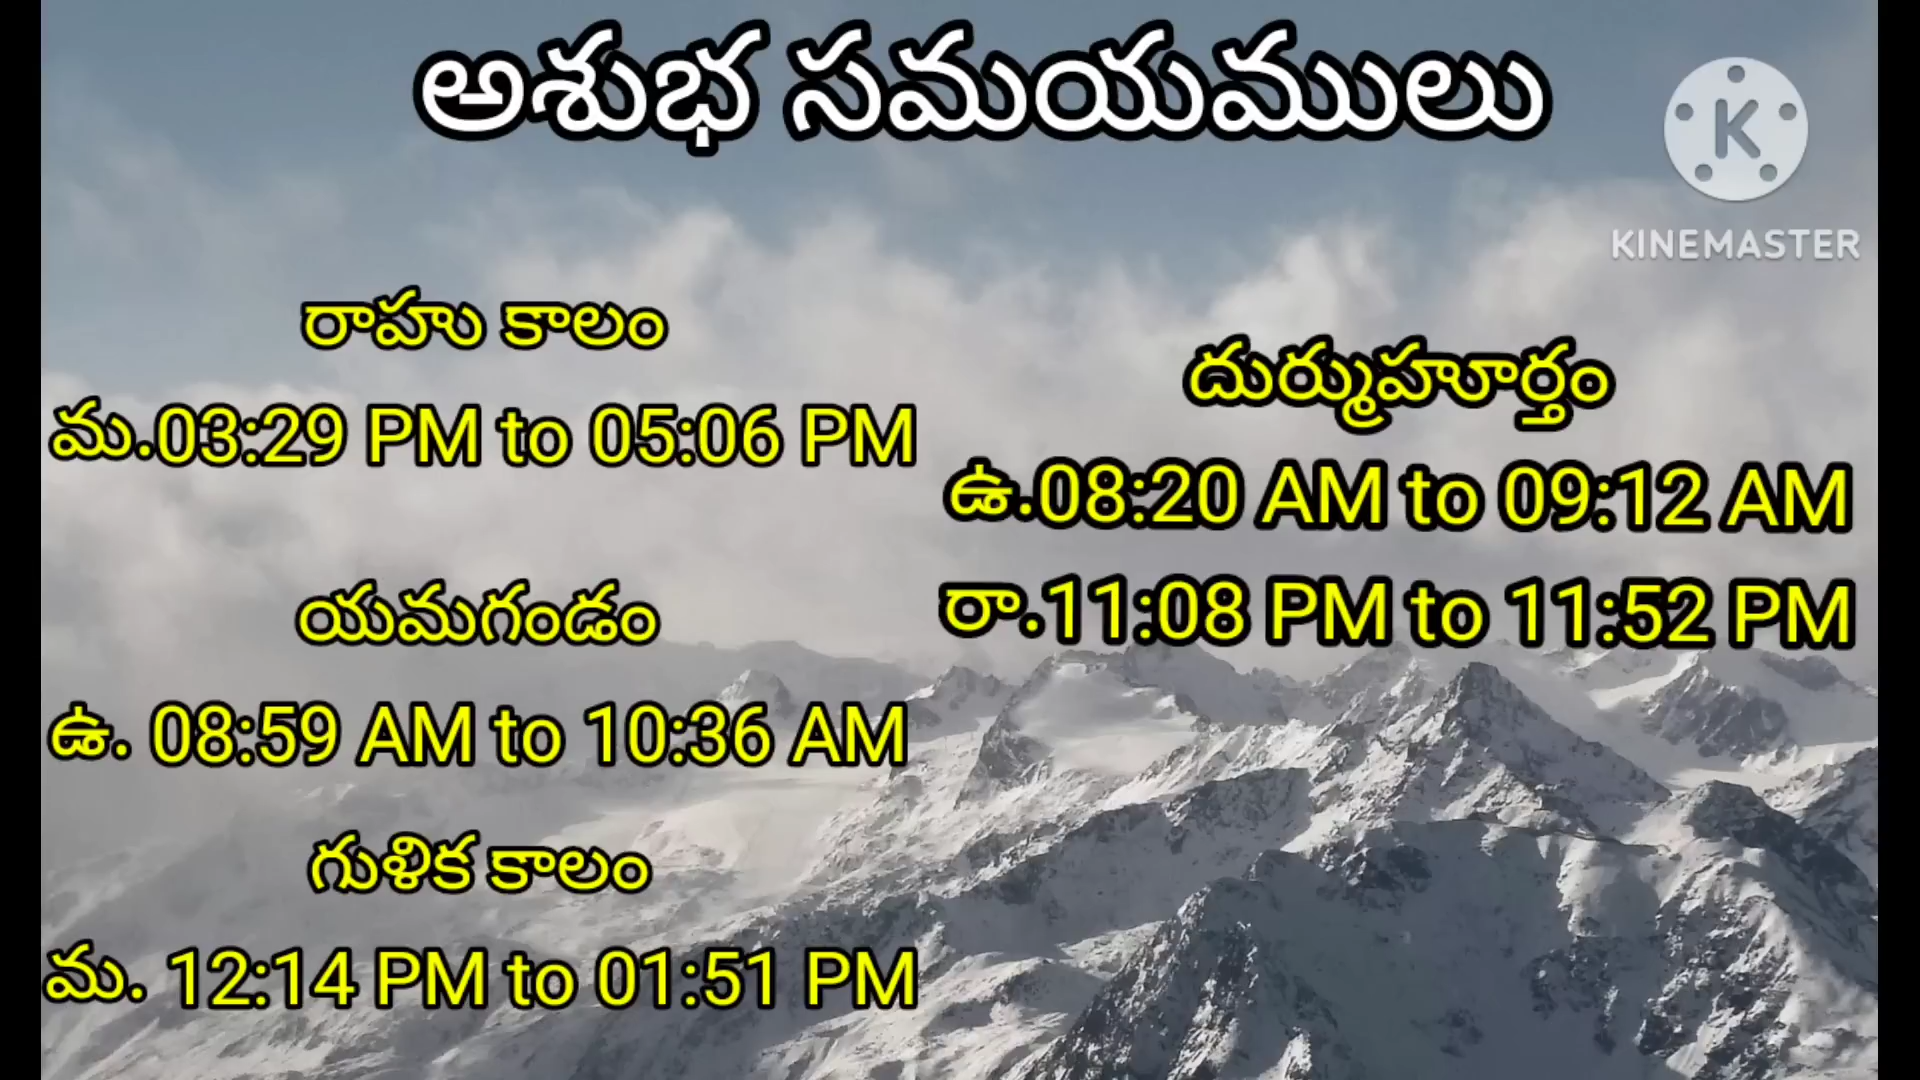 అశుభ సమయములు
KINEMASTER
రాహు కాలం
మ.03:29 PM to 05:06 PM
యమగండం
ఉ. 08:59 AM to 10:36 AM
గుళిక కాలం
మ. 12:14 PM to 01:51 PM
దుర్ముహూర్తం
ఉ.08:20 AM to 09:12 AM
రా.11:08 PM to 11:52 PM